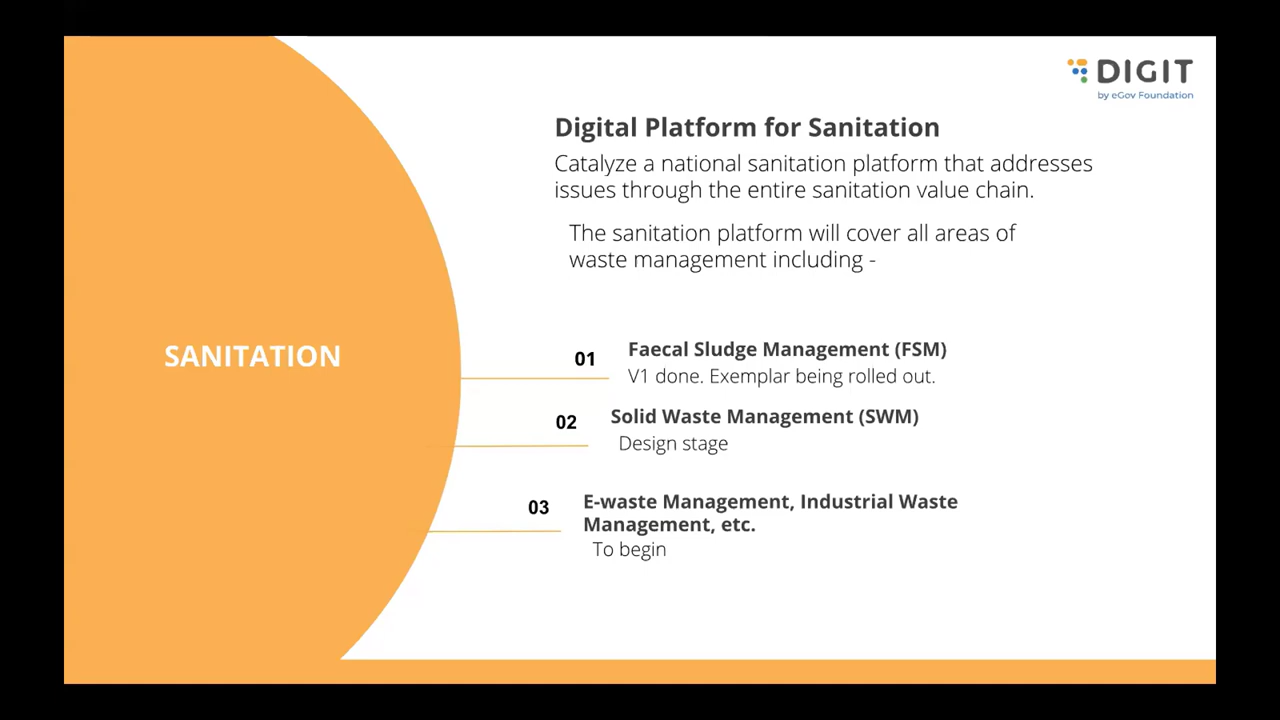 DIGIT
by eGov Foundation
Digital Platform for Sanitation
Catalyze a national sanitation platform that addresses
issues through the entire sanitation value chain.
The sanitation platform will cover all areas of
waste management including -
SANITATION
01
Faecal Sludge Management (FSM)
V1 done. Exemplar being rolled out.
02
Solid Waste Management (SWM)
Design stage
03
E-waste Management, Industrial Waste
Management, etc.
To begin